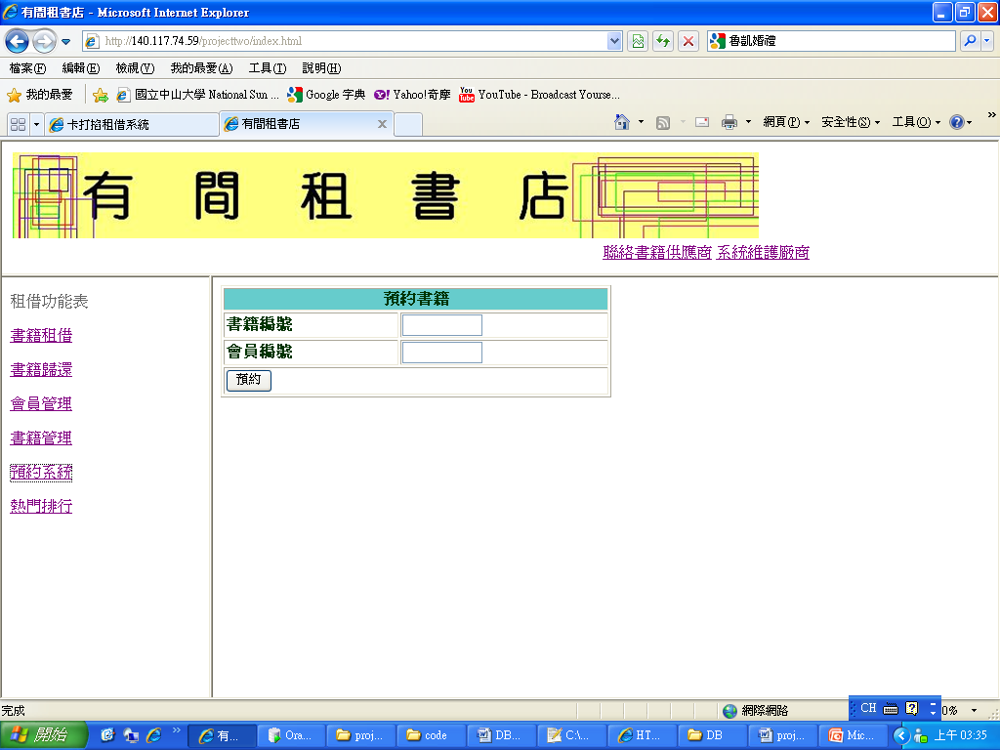 有間租書店 - Microsoft Internet Explorer
http://140.117.74.59/projecttwo/index.html
魯凱婚禮
檔案(F) 編輯(E) 檢視(V) 我的最愛(A) 工具(T) 說明(H)
我的最愛 國立中山大學 National Sun ... Google 字典 Yahoo!奇摩 YouTube - Broadcast Yourse...
卡打掐租借系統 有間租書店 網頁(P) 安全性(S) 工具(O)
有間租書店
聯絡書籍供應商 系統維護廠商
租借功能表
書籍租借
書籍歸還
會員管理
書籍管理
預約系統
熱門排行
預約書籍
書籍編號
會員編號
預約
完成 網際網路 CH 0%
開始 有... Ora... proj... code DB... C:\... HT... DB proj... Mic... 上午 03:35